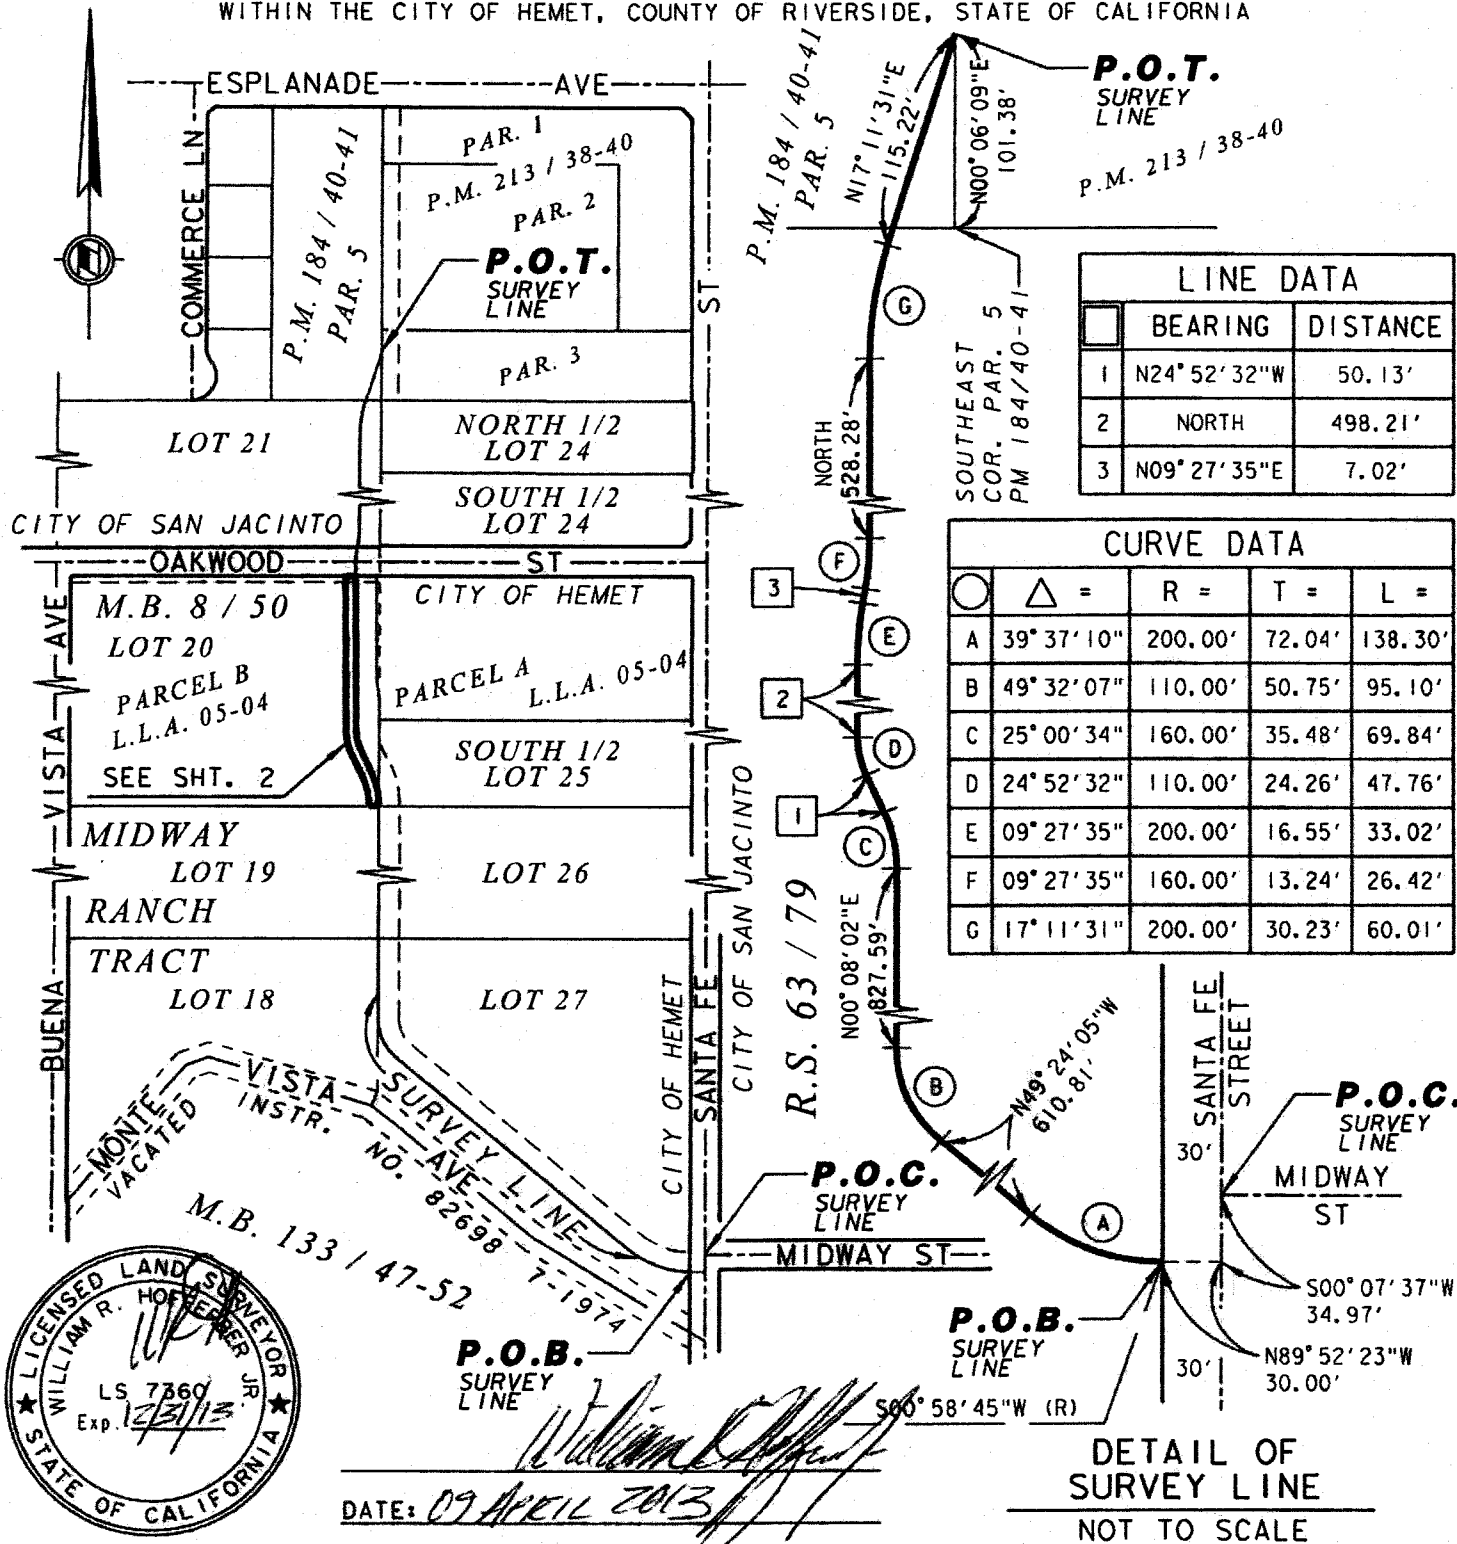 WITHIN THE CITY OF HEMET, COUNTY OF RIVERSIDE, STATE OF CALIFORNIA
ESPLANADE AVE
COMMERCE LN
P.M. 184 / 40-41
PAR. 5
PAR. 1
P.M. 213 / 38-40
PAR. 2
P.O.T.
SURVEY
LINE
PAR. 3
ST
LOT 21
NORTH 1/2
LOT 24
SOUTH 1/2
LOT 24
CITY OF SAN JACINTO
OAKWOOD ST
CITY OF HEMET
M.B. 8 / 50
LOT 20
PARCEL B
L.L.A. 05-04
PARCEL A
L.L.A. 05-04
SEE SHT. 2
SOUTH 1/2
LOT 25
BUENA VISTA AVE
MIDWAY
LOT 19
RANCH
LOT 26
TRACT
LOT 18
LOT 27
CITY OF HEMET
SANTA FE
CITY OF SAN JACINTO
R.S. 63 / 79
MONTE VISTA AVE
VACATED
INSTR. NO. 82698 7-1974
SURVEY LINE
M.B. 133 / 47-52
P.O.C.
SURVEY
LINE
MIDWAY ST
P.O.B.
SURVEY
LINE
P.M. 184 / 40-41
PAR. 5
N17°11'31"E
115.22'
N00°06'09"E
101.38'
P.O.T.
SURVEY
LINE
P.M. 213 / 38-40
G
SOUTHEAST
COR. PAR. 5
PM 184/40-41
NORTH
528.28'
F
3
E
2
D
1
C
N00°08'02"E
827.59'
B
N49°24'05"W
610.81'
A
LINE DATA
BEARING DISTANCE
1 N24°52'32"W 50.13'
2 NORTH 498.21'
3 N09°27'35"E 7.02'
CURVE DATA
△ = R = T = L =
A 39°37'10" 200.00' 72.04' 138.30'
B 49°32'07" 110.00' 50.75' 95.10'
C 25°00'34" 160.00' 35.48' 69.84'
D 24°52'32" 110.00' 24.26' 47.76'
E 09°27'35" 200.00' 16.55' 33.02'
F 09°27'35" 160.00' 13.24' 26.42'
G 17°11'31" 200.00' 30.23' 60.01'
SANTA FE
STREET
30'
P.O.C.
SURVEY
LINE
MIDWAY
ST
S00°07'37"W
34.97'
P.O.B.
SURVEY
LINE
30'
N89°52'23"W
30.00'
S00°58'45"W (R)
DETAIL OF
SURVEY LINE
NOT TO SCALE
LICENSED LAND SURVEYOR
WILLIAM R. JR.
LS 7360
Exp. 12/31/13
STATE OF CALIFORNIA
DATE: 09 APRIL 2013